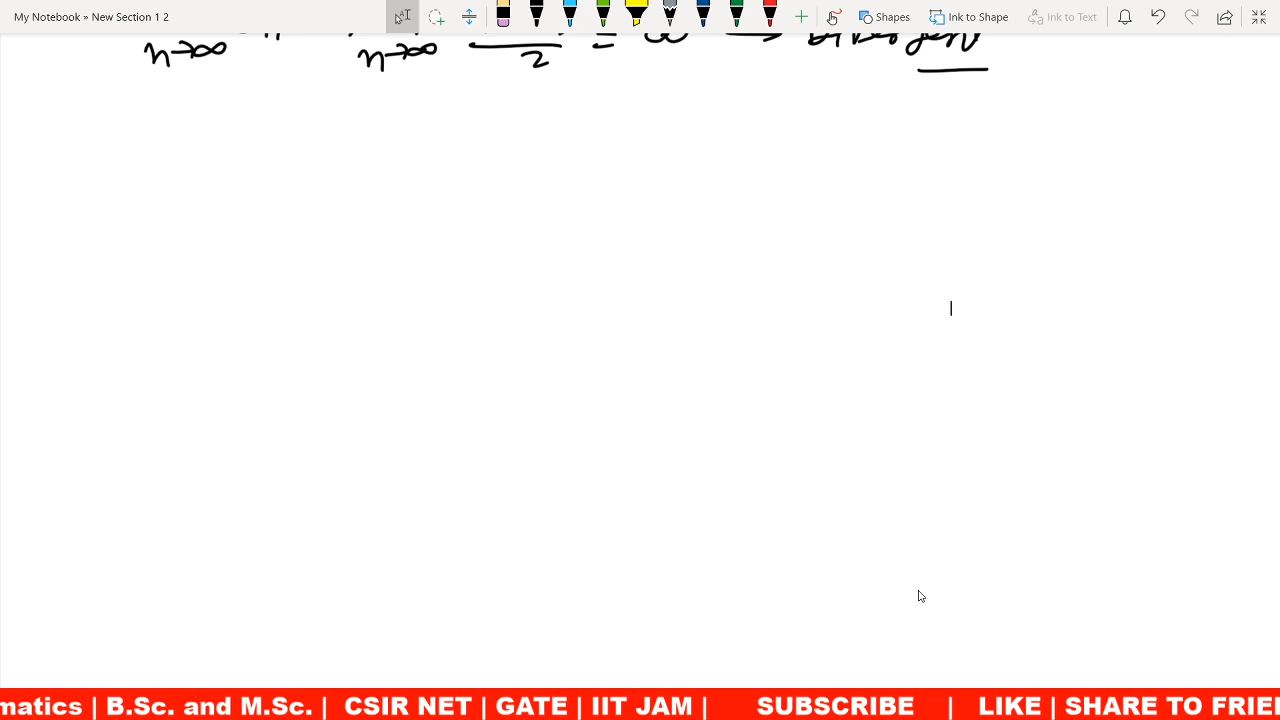 My Notebook » New Section 1 2
Shapes
Ink to Shape
Ink to Text
n→∞ n→∞ 2 = ∞ →
matics | B.Sc. and M.Sc. | CSIR NET | GATE | IIT JAM | SUBSCRIBE | LIKE | SHARE TO FRIE